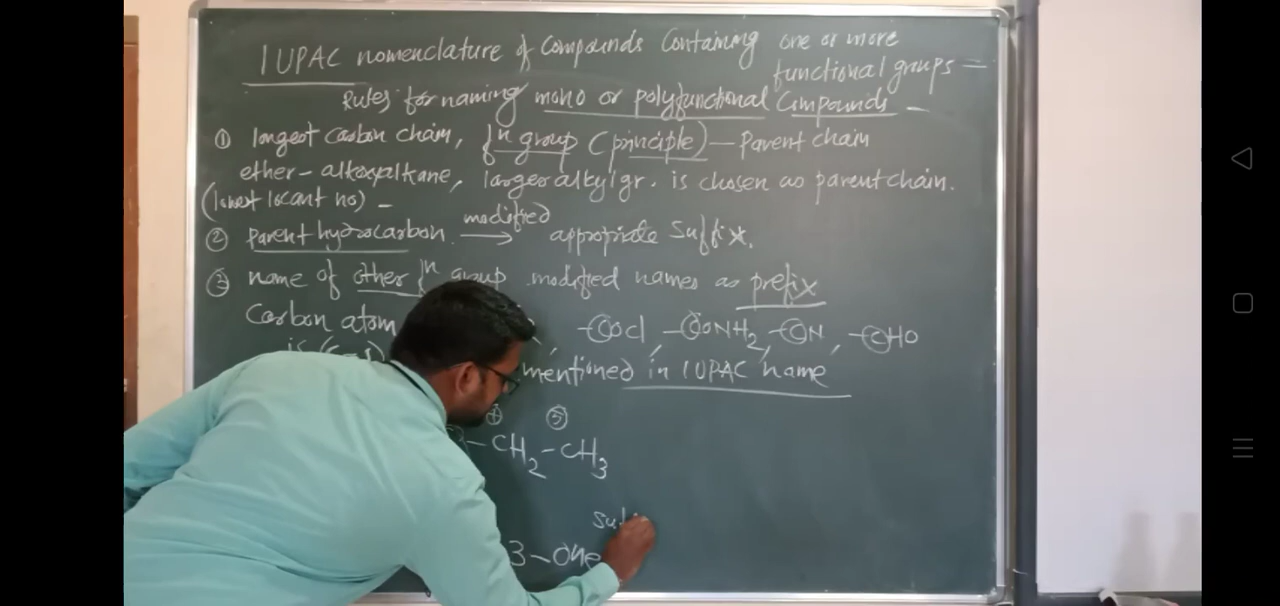 IUPAC nomenclature of Compounds Containing one or more
functional groups —
Rules for naming mono or polyfunctional Compounds —
① longest carbon chain, fⁿ group (principle) — Parent chain
ether - alkoxyalkane, larger alkyl gr. is chosen as parent chain.
(lowest locant no) -
② Parent hydrocarbon modified → appropriate suffix.
③ name of other fⁿ group modified names as prefix
Carbon atom , -COCl, -CONH₂, -CN, -CHO
is mentioned in IUPAC name
④ ⑤
-CH₂-CH₃
3-one